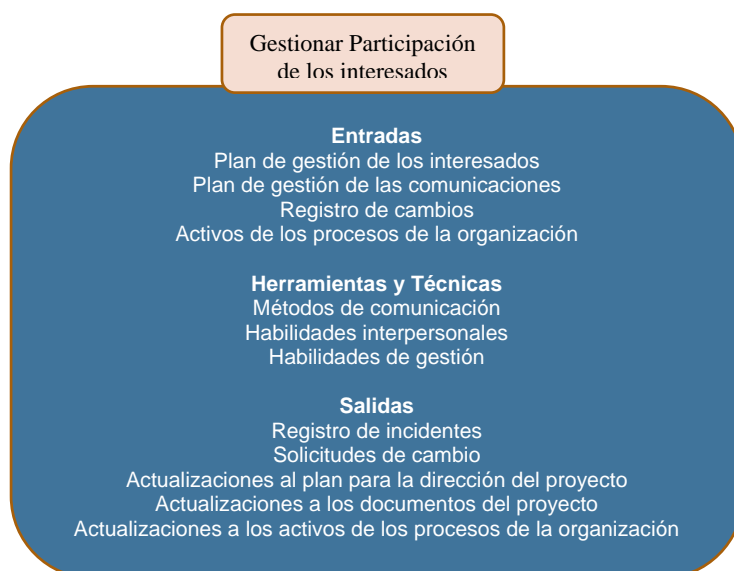 Gestionar Participación
de los interesados
Entradas
Plan de gestión de los interesados
Plan de gestión de las comunicaciones
Registro de cambios
Activos de los procesos de la organización
Herramientas y Técnicas
Métodos de comunicación
Habilidades interpersonales
Habilidades de gestión
Salidas
Registro de incidentes
Solicitudes de cambio
Actualizaciones al plan para la dirección del proyecto
Actualizaciones a los documentos del proyecto
Actualizaciones a los activos de los procesos de la organización